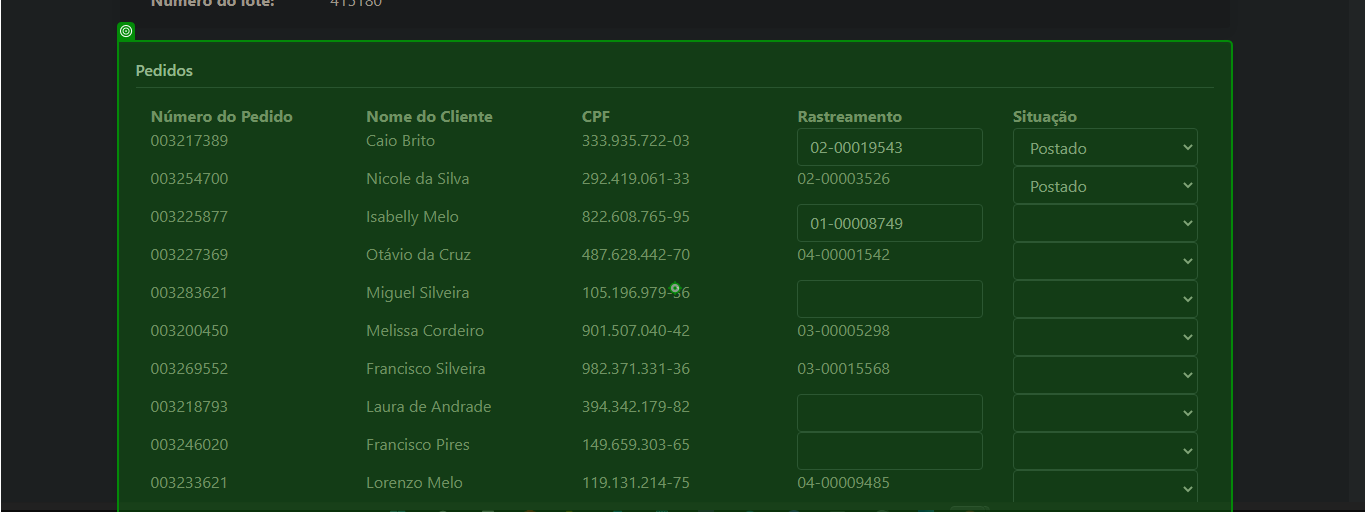 Número do lote: 415180
Pedidos
Número do Pedido Nome do Cliente CPF Rastreamento Situação
003217389 Caio Brito 333.935.722-03 02-00019543 Postado
003254700 Nicole da Silva 292.419.061-33 02-00003526 Postado
003225877 Isabelly Melo 822.608.765-95 01-00008749
003227369 Otávio da Cruz 487.628.442-70 04-00001542
003283621 Miguel Silveira 105.196.979-36
003200450 Melissa Cordeiro 901.507.040-42 03-00005298
003269552 Francisco Silveira 982.371.331-36 03-00015568
003218793 Laura de Andrade 394.342.179-82
003246020 Francisco Pires 149.659.303-65
003233621 Lorenzo Melo 119.131.214-75 04-00009485